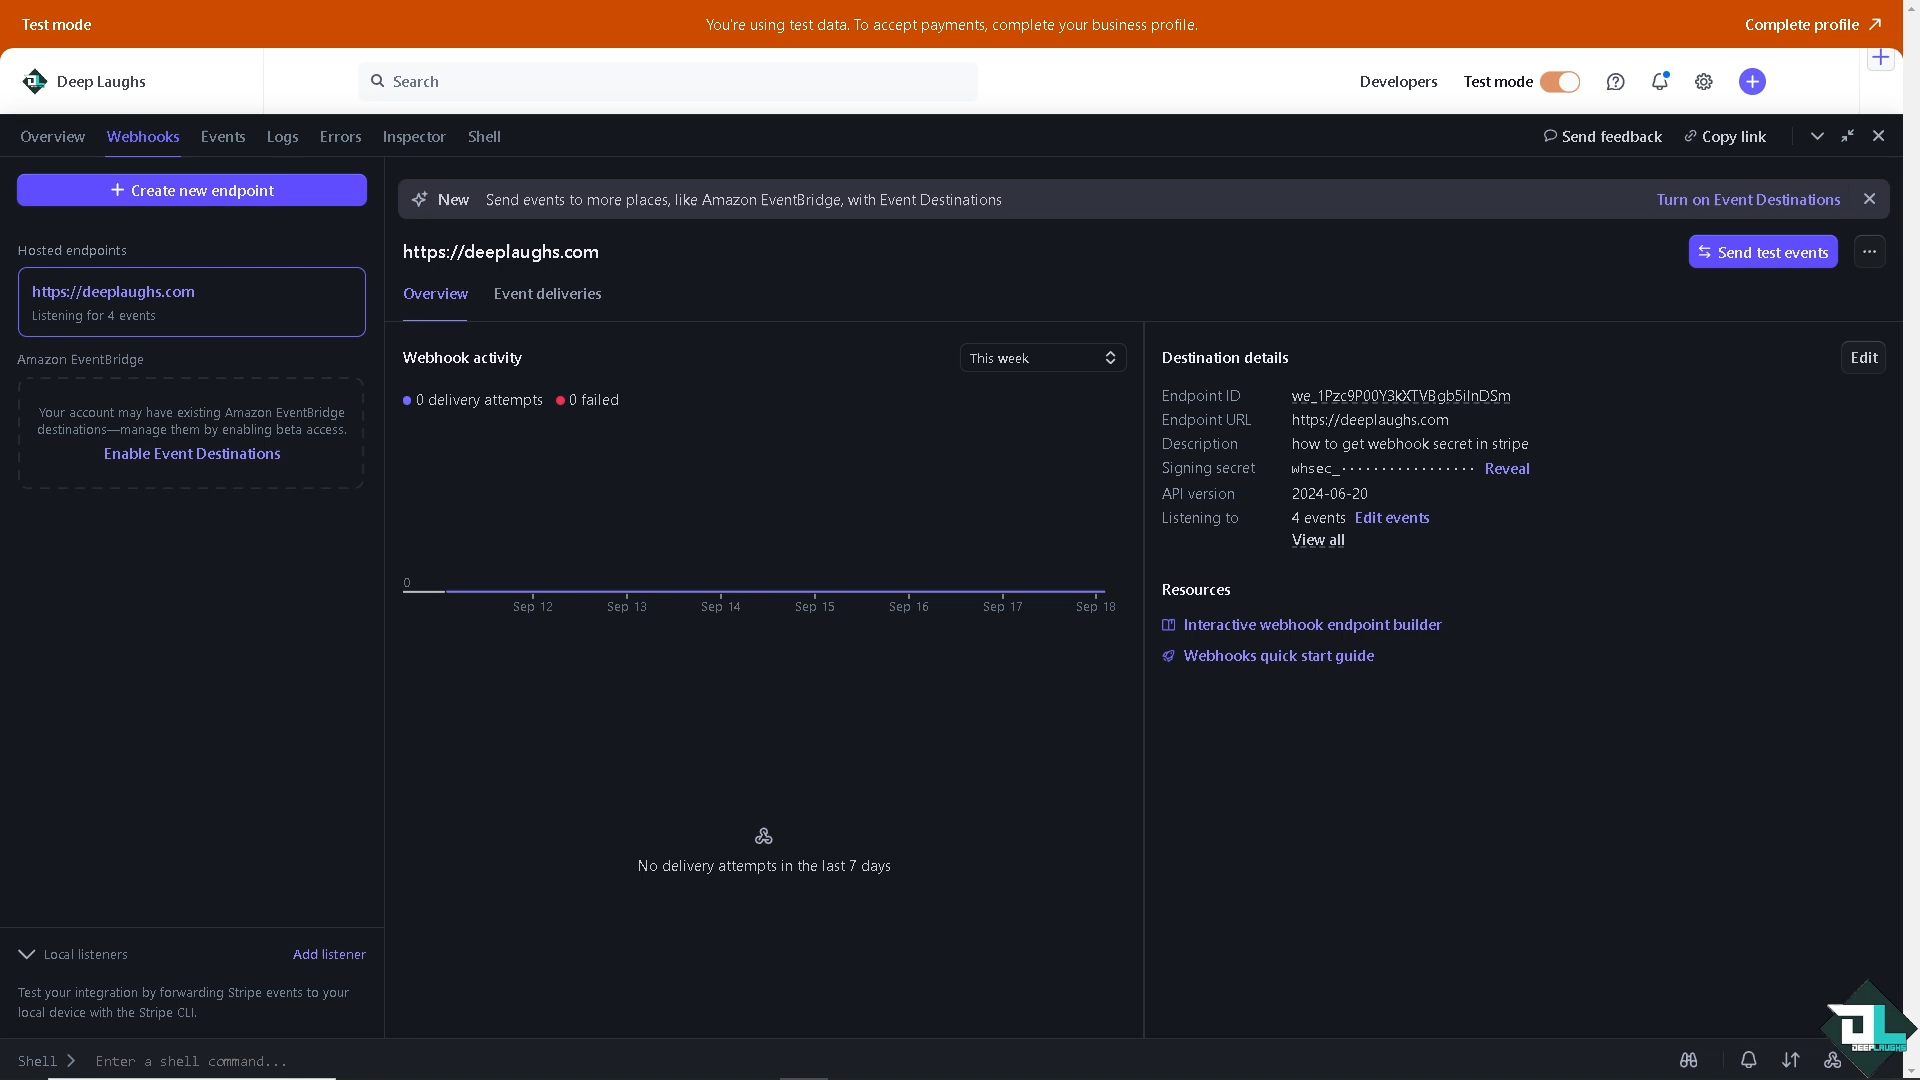 Test mode
You're using test data. To accept payments, complete your business profile.
Complete profile
Deep Laughs
Search
Developers
Test mode
Overview
Webhooks
Events
Logs
Errors
Inspector
Shell
Send feedback
Copy link
Create new endpoint
New Send events to more places, like Amazon EventBridge, with Event Destinations
Turn on Event Destinations
Hosted endpoints
https://deeplaughs.com
Listening for 4 events
Amazon EventBridge
Your account may have existing Amazon EventBridge
destinations—manage them by enabling beta access.
Enable Event Destinations
https://deeplaughs.com
Send test events
Overview
Event deliveries
Webhook activity
This week
0 delivery attempts
0 failed
0
Sep 12
Sep 13
Sep 14
Sep 15
Sep 16
Sep 17
Sep 18
No delivery attempts in the last 7 days
Destination details
Edit
Endpoint ID we_1Pzc9P00Y3kXTVBgb5iInDSm
Endpoint URL https://deeplaughs.com
Description how to get webhook secret in stripe
Signing secret whsec_················· Reveal
API version 2024-06-20
Listening to 4 events Edit events
View all
Resources
Interactive webhook endpoint builder
Webhooks quick start guide
Local listeners
Add listener
Test your integration by forwarding Stripe events to your
local device with the Stripe CLI.
Shell
Enter a shell command...
DL
DEEPLAUGHS